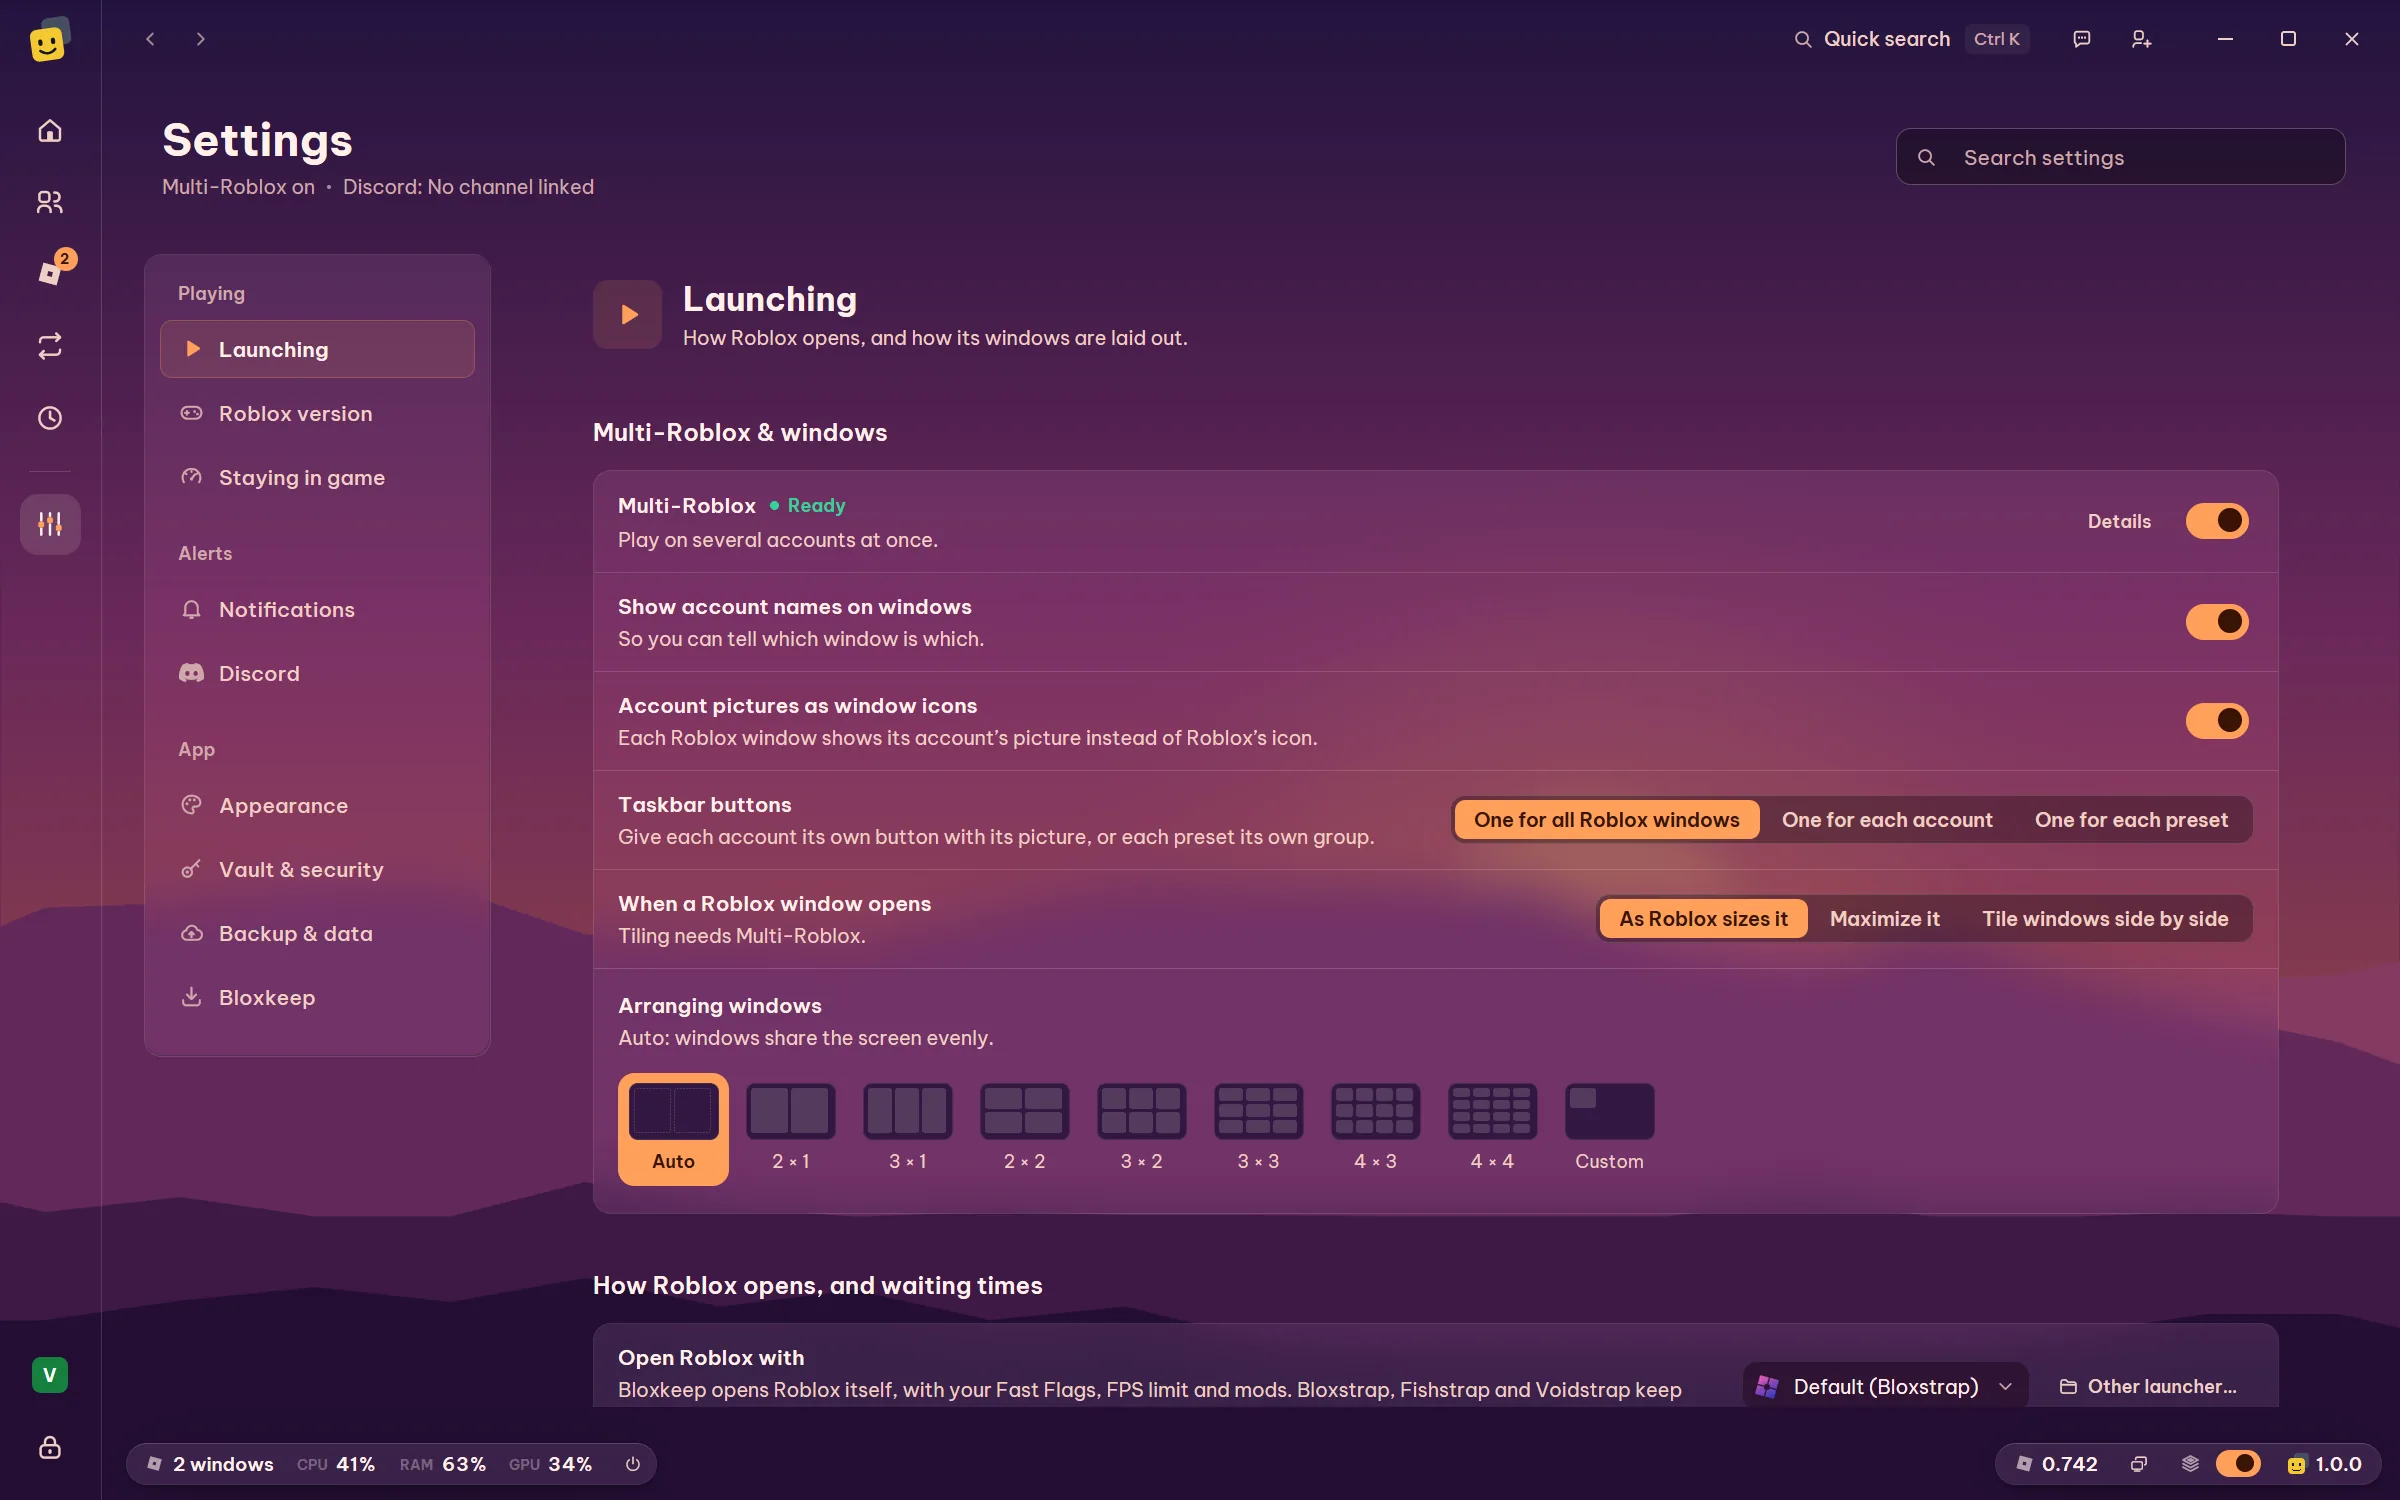 Quick search Ctrl K
Settings
Multi-Roblox on • Discord: No channel linked
Search settings
2
Playing
Launching
Roblox version
Staying in game
Alerts
Notifications
Discord
App
Appearance
Vault & security
Backup & data
Bloxkeep
Launching
How Roblox opens, and how its windows are laid out.
Multi-Roblox & windows
Multi-Roblox • Ready
Play on several accounts at once.
Details
Show account names on windows
So you can tell which window is which.
Account pictures as window icons
Each Roblox window shows its account’s picture instead of Roblox’s icon.
Taskbar buttons
Give each account its own button with its picture, or each preset its own group.
One for all Roblox windows One for each account One for each preset
When a Roblox window opens
Tiling needs Multi-Roblox.
As Roblox sizes it Maximize it Tile windows side by side
Arranging windows
Auto: windows share the screen evenly.
Auto 2 × 1 3 × 1 2 × 2 3 × 2 3 × 3 4 × 3 4 × 4 Custom
How Roblox opens, and waiting times
Open Roblox with
Bloxkeep opens Roblox itself, with your Fast Flags, FPS limit and mods. Bloxstrap, Fishstrap and Voidstrap keep
Default (Bloxstrap) Other launcher...
V
2 windows CPU 41% RAM 63% GPU 34%
0.742 1.0.0